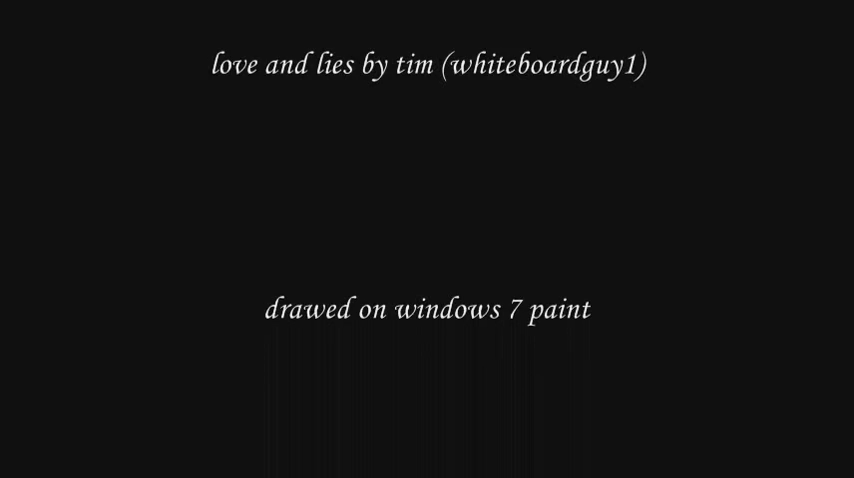 love and lies by tim (whiteboardguy1)
drawed on windows 7 paint